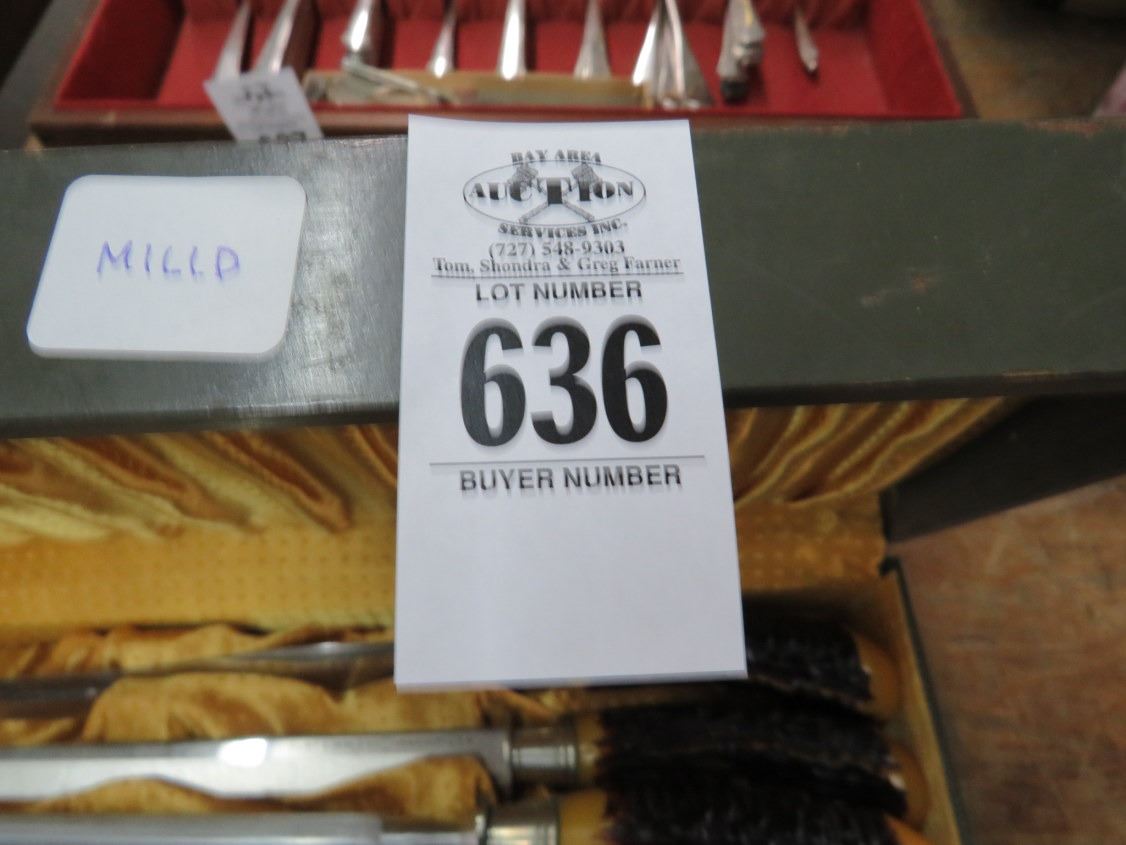 MILLD
BAY AREA
AUCTION
SERVICES INC.
(727) 548-9303
Tom, Shondra & Greg Farner
LOT NUMBER
636
BUYER NUMBER